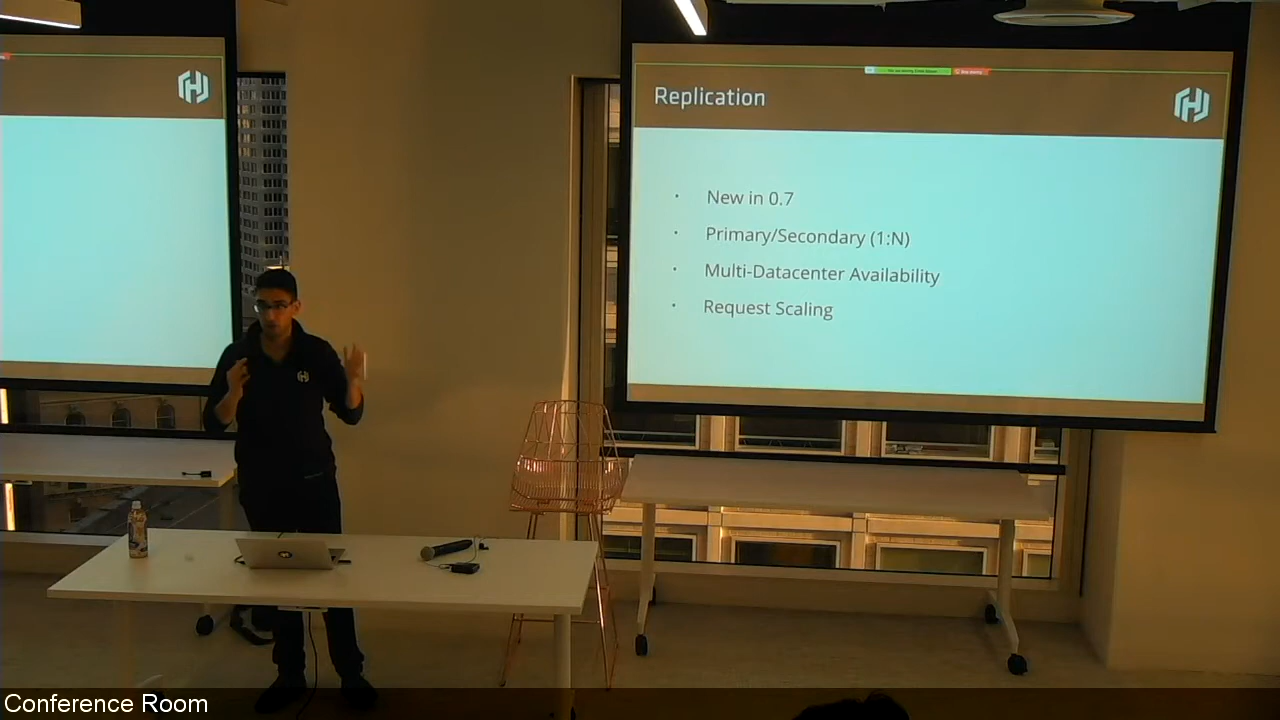 Replication
New in 0.7
Primary/Secondary (1:N)
Multi-Datacenter Availability
Request Scaling
Conference Room